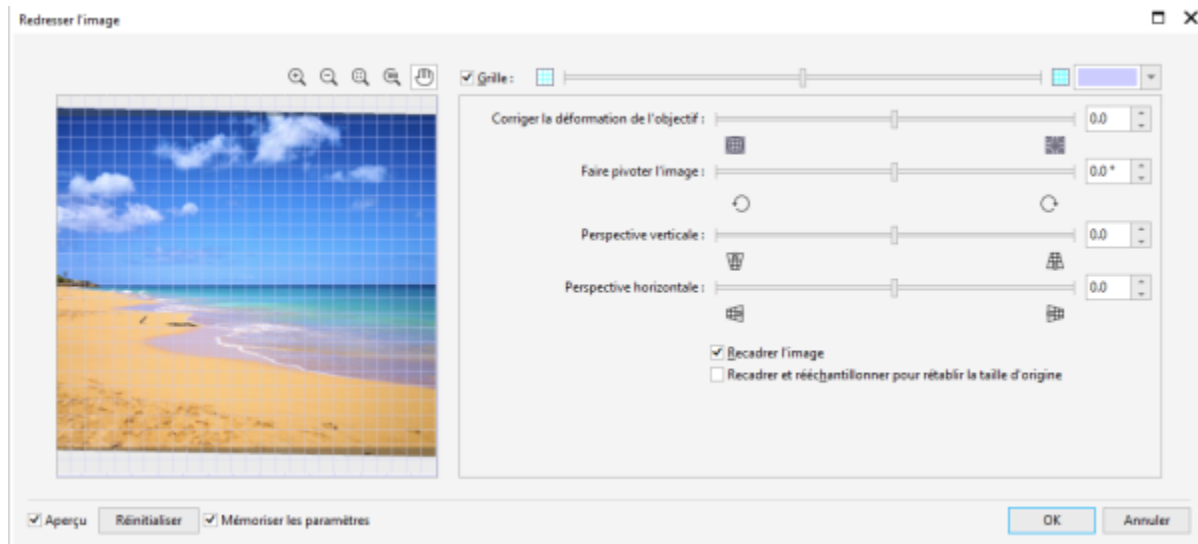 Redresser l'image
Grille :
Corriger la déformation de l'objectif :
0.0
Faire pivoter l'image :
0.0 °
Perspective verticale :
0.0
Perspective horizontale :
0.0
Recadrer l'image
Recadrer et rééchantillonner pour rétablir la taille d'origine
Aperçu
Réinitialiser
Mémoriser les paramètres
OK
Annuler